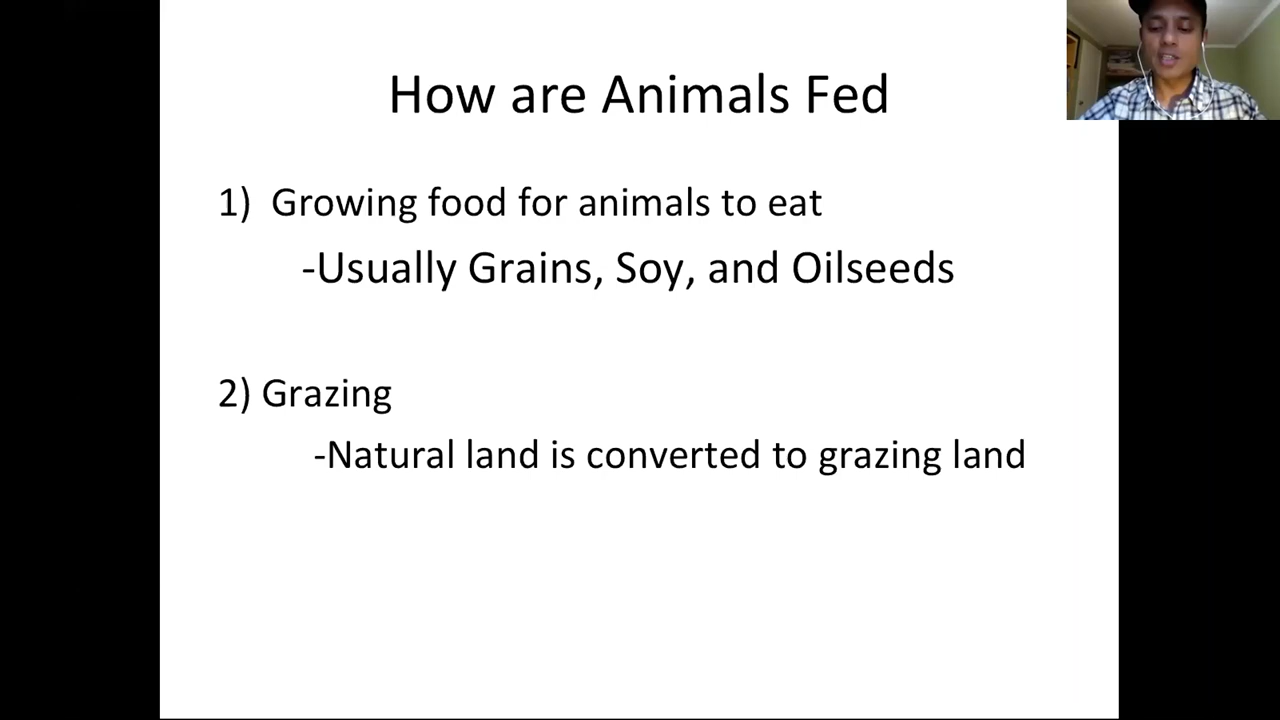 How are Animals Fed
1) Growing food for animals to eat
-Usually Grains, Soy, and Oilseeds
2) Grazing
-Natural land is converted to grazing land